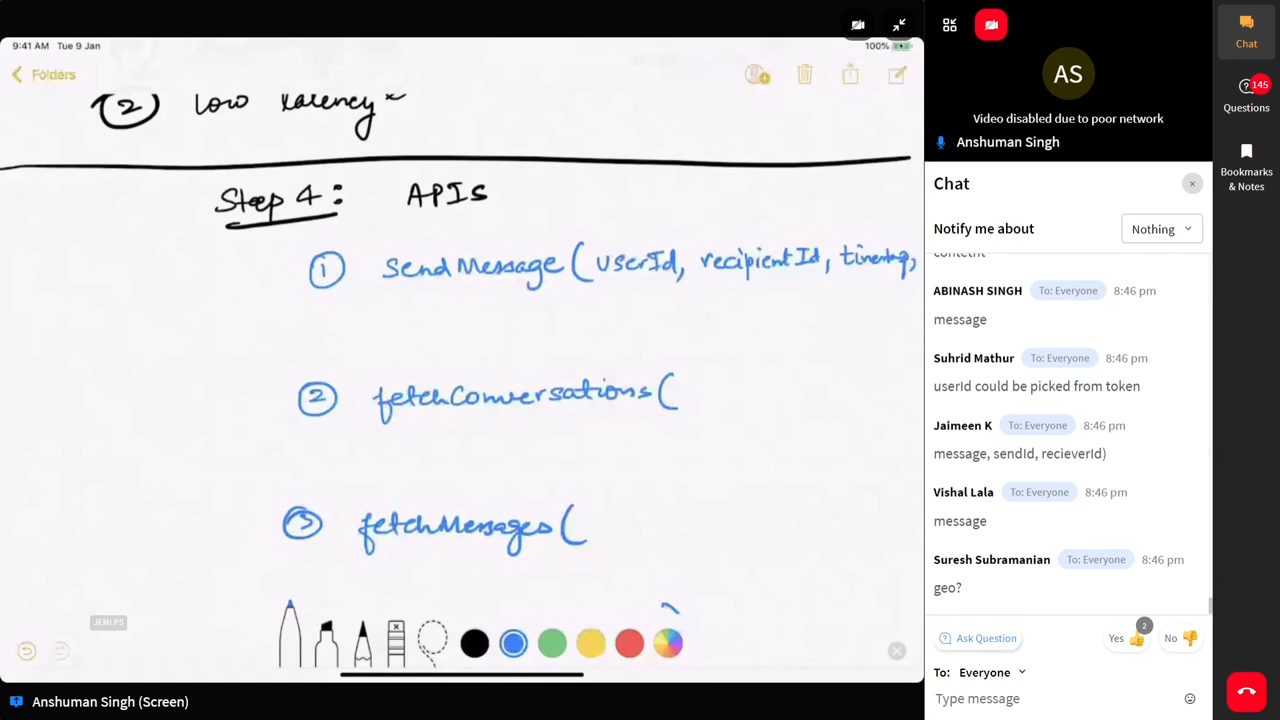 9:41 AM Tue 9 Jan
100%
Folders
(2) Low Latency
Step 4: APIs
(1) SendMessage (userId, recipientId, timestamp,
(2) fetchConversations(
(3) fetchMessages(
JEMLPS
Anshuman Singh (Screen)
AS
Video disabled due to poor network
Anshuman Singh
Chat
Notify me about
Nothing
ABINASH SINGH To: Everyone 8:46 pm
message
Suhrid Mathur To: Everyone 8:46 pm
userId could be picked from token
Jaimeen K To: Everyone 8:46 pm
message, sendId, recieverId)
Vishal Lala To: Everyone 8:46 pm
message
Suresh Subramanian To: Everyone 8:46 pm
geo?
Ask Question
Yes 2
No
To: Everyone
Type message
Chat
145
Questions
Bookmarks
& Notes